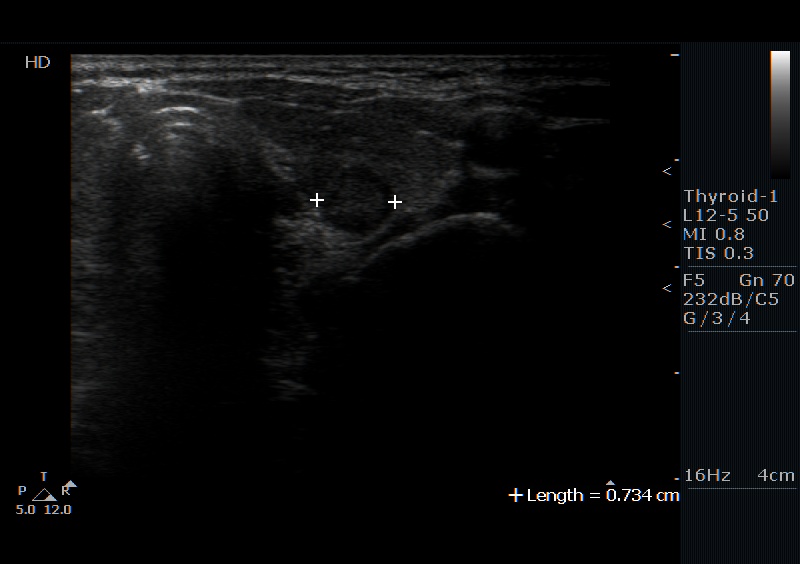 HD
Thyroid-1
L12-5 50
MI 0.8
TIS 0.3
F5 Gn 70
232dB/C5
G/3/4
16Hz 4cm
T
P R
5.0 12.0
Length = 0.734 cm